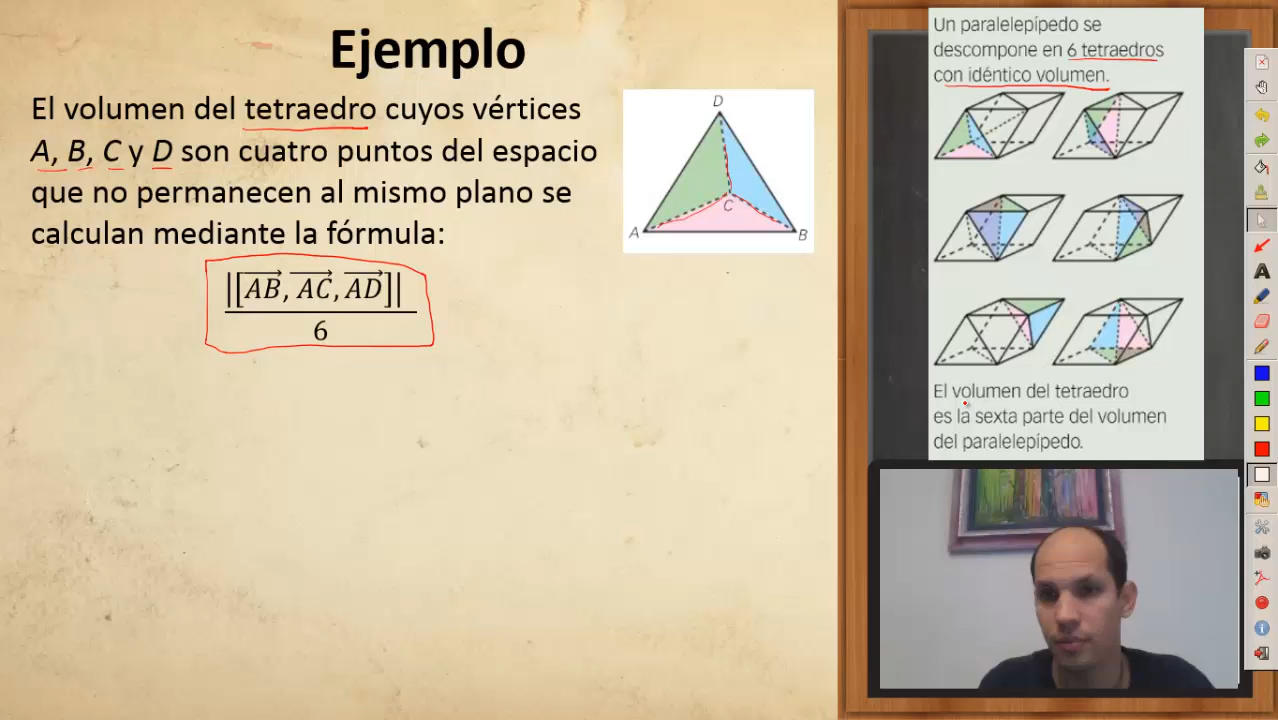 Ejemplo
El volumen del tetraedro cuyos vértices
A, B, C y D son cuatro puntos del espacio
que no permanecen al mismo plano se
calculan mediante la fórmula:
|[AB, AC, AD]|
6
D
C
A
B
Un paralelepípedo se
descompone en 6 tetraedros
con idéntico volumen.
El volumen del tetraedro
es la sexta parte del volumen
del paralelepípedo.
A